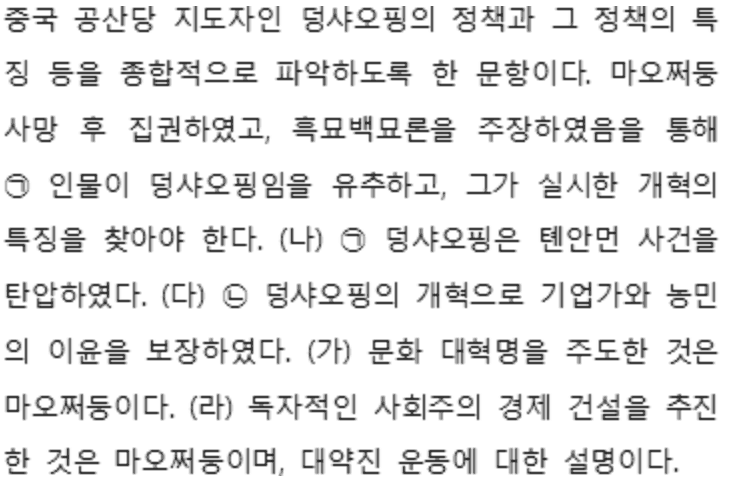 중국 공산당 지도자인 덩샤오핑의 정책과 그 정책의 특
징 등을 종합적으로 파악하도록 한 문항이다. 마오쩌둥
사망 후 집권하였고, 흑묘백묘론을 주장하였음을 통해
㉠ 인물이 덩샤오핑임을 유추하고, 그가 실시한 개혁의
특징을 찾아야 한다. (나) ㉠ 덩샤오핑은 톈안먼 사건을
탄압하였다. (다) ㉡ 덩샤오핑의 개혁으로 기업가와 농민
의 이윤을 보장하였다. (가) 문화 대혁명을 주도한 것은
마오쩌둥이다. (라) 독자적인 사회주의 경제 건설을 추진
한 것은 마오쩌둥이며, 대약진 운동에 대한 설명이다.